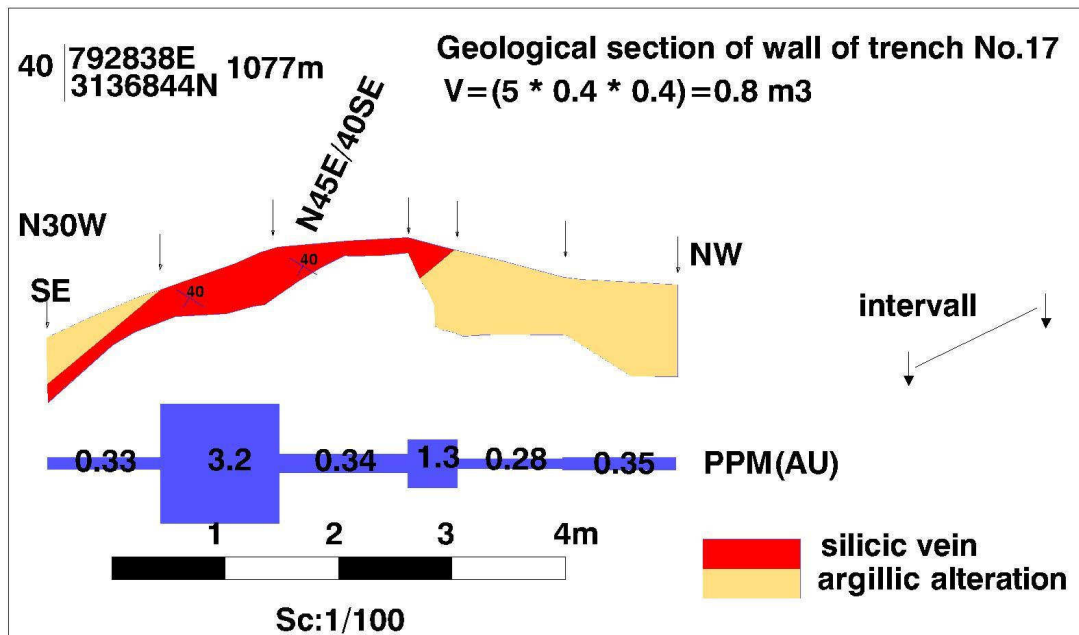 Geological section of wall of trench No.17
V=(5 * 0.4 * 0.4)=0.8 m3
40
792838E
3136844N
1077m
N45E/40SE
N30W
SE
NW
40
40
intervall
0.33
3.2
0.34
1.3
0.28
0.35
PPM(AU)
1
2
3
4m
Sc:1/100
silicic vein
argillic alteration